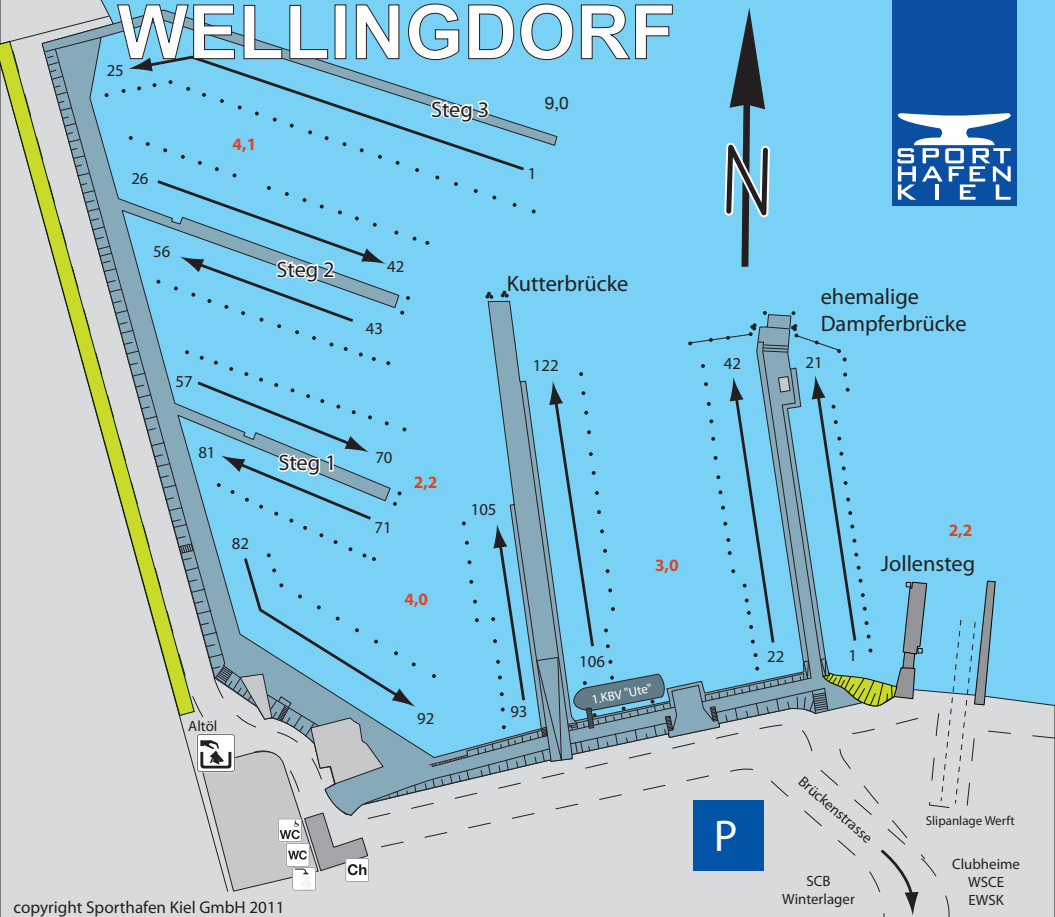 WELLINGDORF
25
Steg 3
9,0
SPORT
HAFEN
KIEL
4,1
1
N
26
42
56
Steg 2
Kutterbrücke
ehemalige
Dampferbrücke
43
122
42
21
57
70
81
Steg 1
2,2
105
71
2,2
82
Jollensteg
3,0
4,0
106
22
1
1.KBV "Ute"
92
93
Altöl
Brückenstrasse
P
Slipanlage Werft
WC
WC
Ch
Clubheime
WSCE
EWSK
SCB
Winterlager
copyright Sporthafen Kiel GmbH 2011